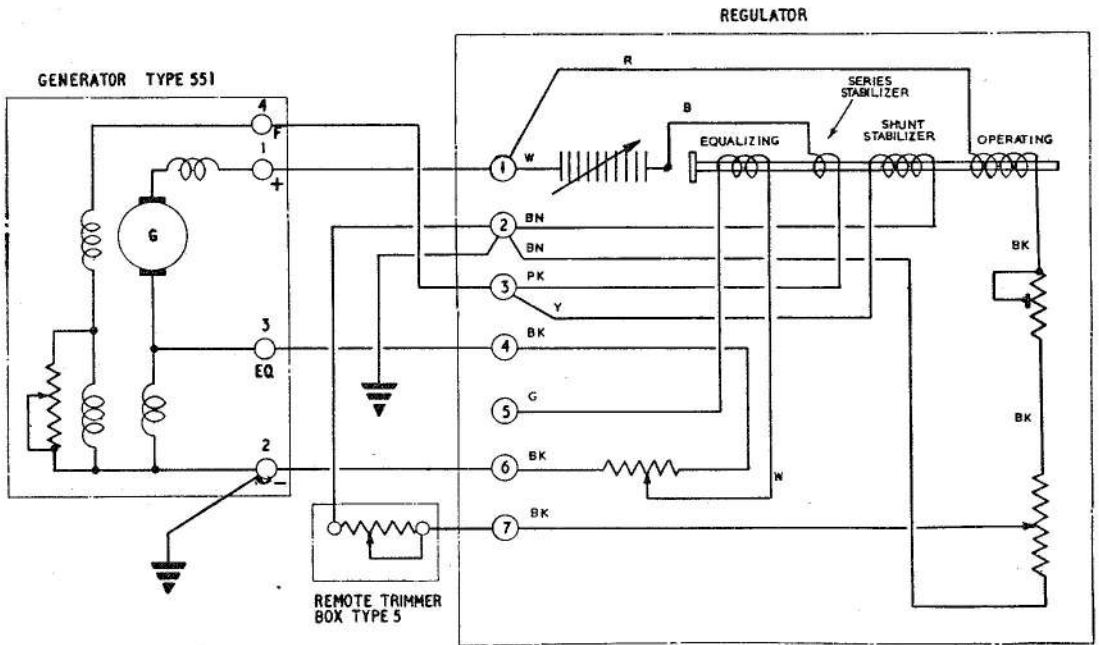 REGULATOR
GENERATOR TYPE 551
R
SERIES
STABILIZER
4
F
B
SHUNT
STABILIZER
1
+
EQUALIZING
OPERATING
1
W
G
2
BN
BN
BK
3
PK
Y
3
EQ
4
BK
5
G
BK
2
-
6
BK
W
7
BK
REMOTE TRIMMER
BOX TYPE 5